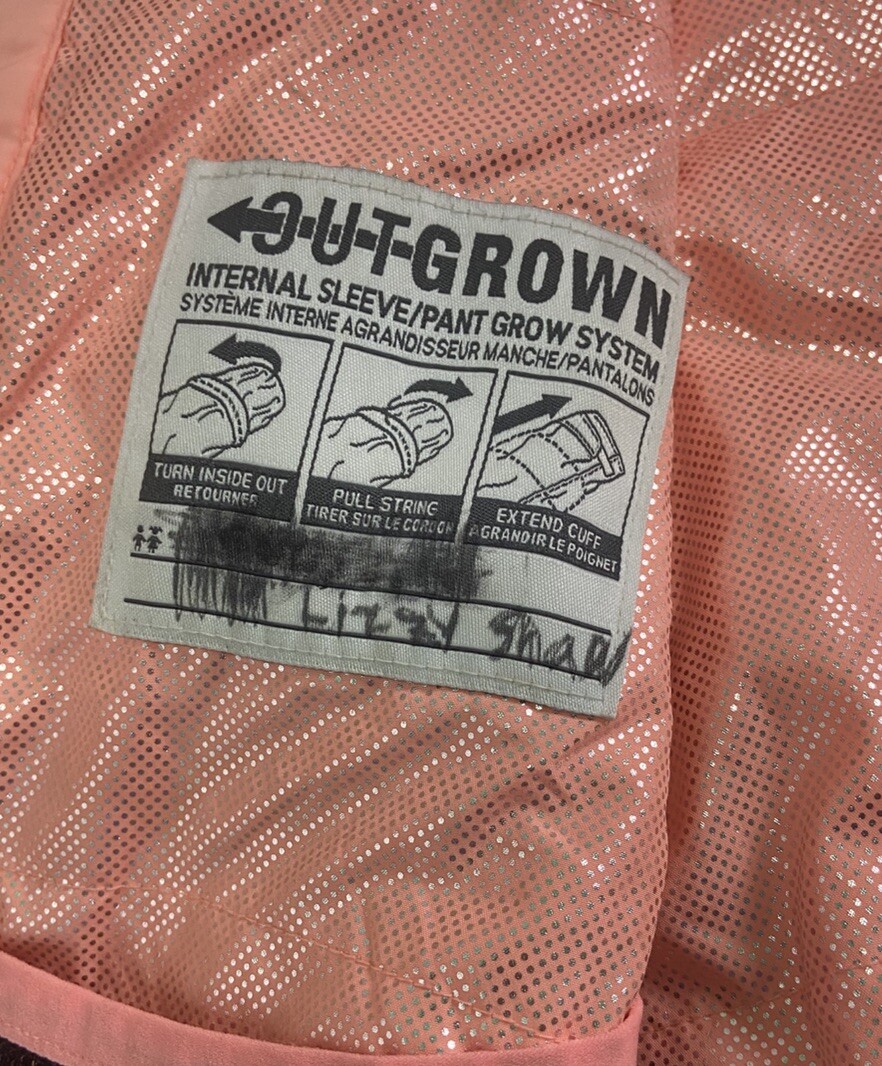 OUTGROWN
INTERNAL SLEEVE/PANT GROW SYSTEM
SYSTÈME INTERNE AGRANDISSEUR MANCHE/PANTALONS
TURN INSIDE OUT
RETOURNER
PULL STRING
TIRER SUR LE CORDON
EXTEND CUFF
AGRANDIR LE POIGNET
Lizzy